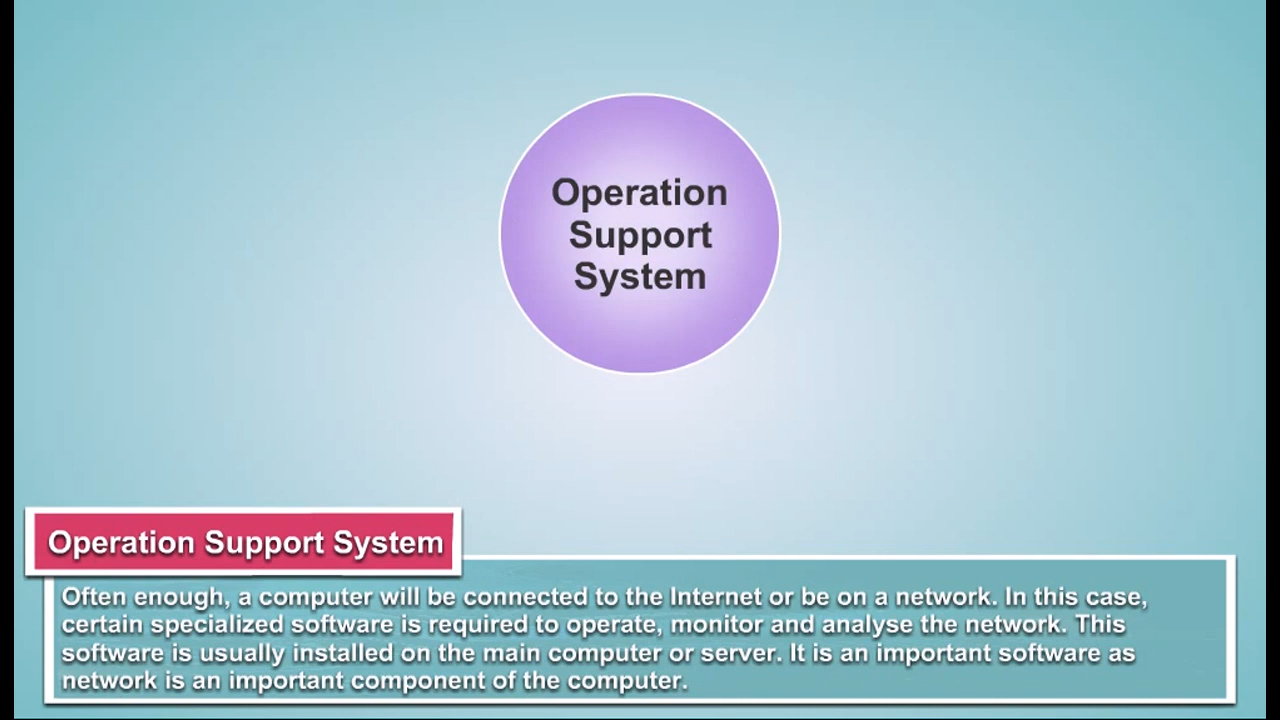 Operation
Support
System
Operation Support System
Often enough, a computer will be connected to the Internet or be on a network. In this case,
certain specialized software is required to operate, monitor and analyse the network. This
software is usually installed on the main computer or server. It is an important software as
network is an important component of the computer.